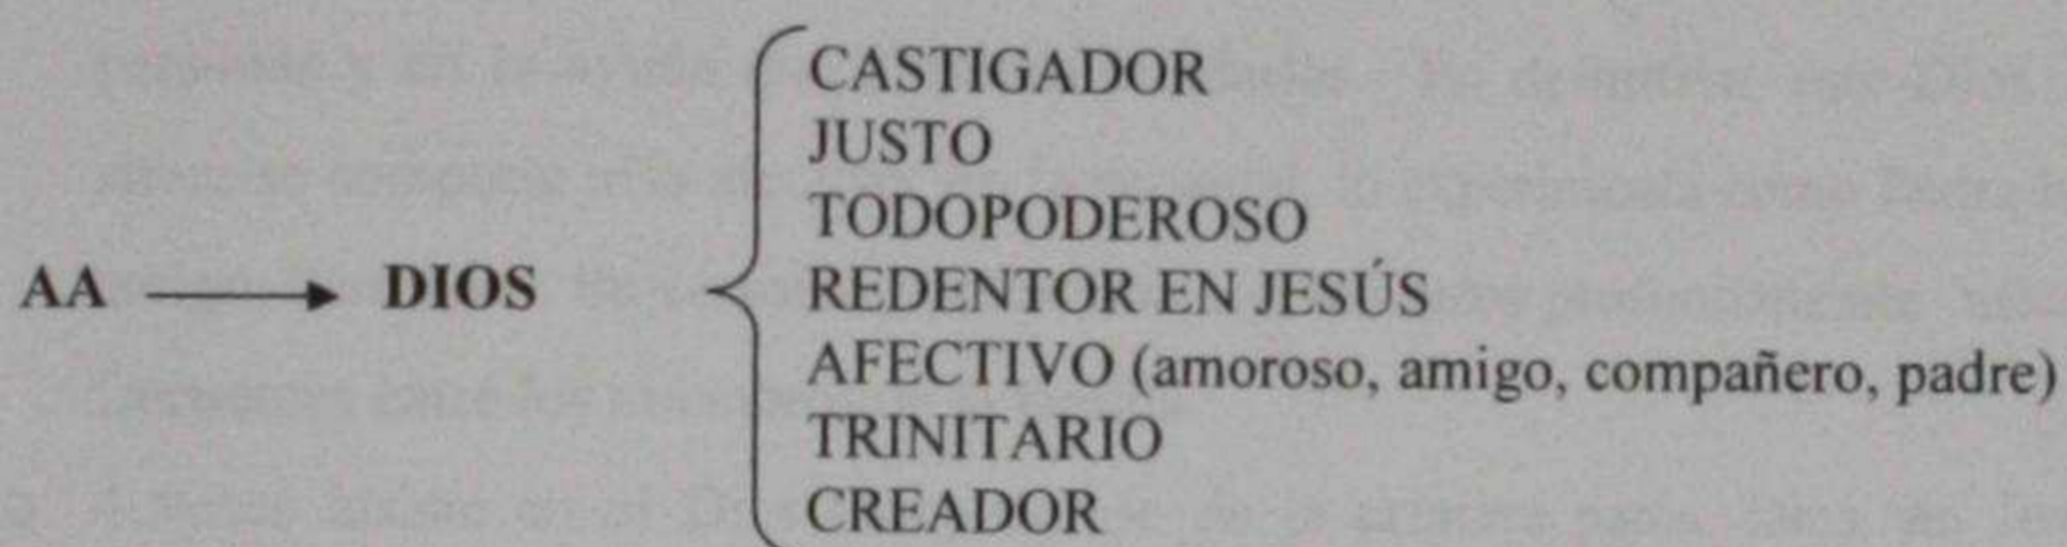 CASTIGADOR
JUSTO
TODOPODEROSO
AA DIOS
REDENTOR EN JESÚS
AFECTIVO (amoroso, amigo, compañero, padre)
TRINITARIO
CREADOR